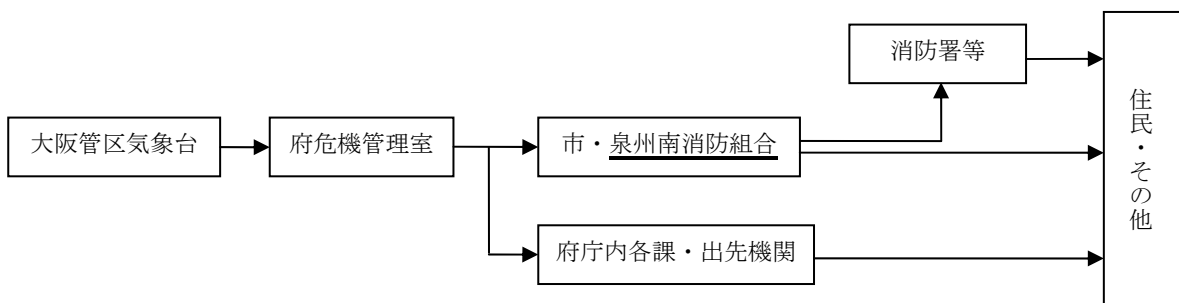 消防署等
大阪管区気象台
府危機管理室
市・泉州南消防組合
府庁内各課・出先機関
住民・その他